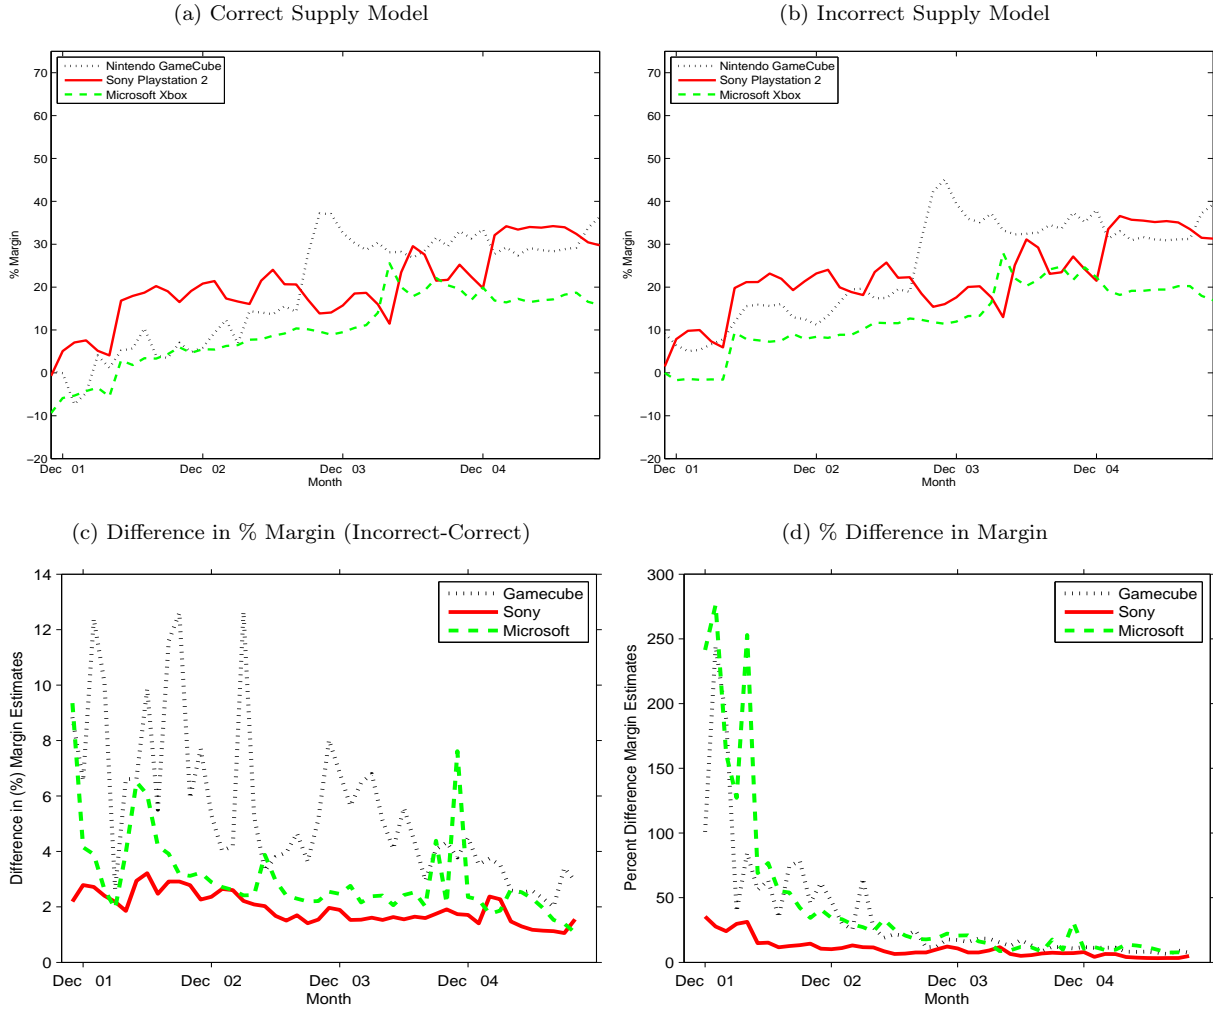 (a) Correct Supply Model
% Margin
70
60
50
40
30
20
10
0
−10
−20
Nintendo GameCube
Sony Playstation 2
Microsoft Xbox
Dec 01
Dec 02
Dec 03
Dec 04
Month
(b) Incorrect Supply Model
% Margin
70
60
50
40
30
20
10
0
−10
−20
Nintendo GameCube
Sony Playstation 2
Microsoft Xbox
Dec 01
Dec 02
Dec 03
Dec 04
Month
(c) Difference in % Margin (Incorrect-Correct)
Difference in (%) Margin Estimates
14
12
10
8
6
4
2
0
Gamecube
Sony
Microsoft
Dec 01
Dec 02
Dec 03
Dec 04
Month
(d) % Difference in Margin
Percent Difference Margin Estimates
300
250
200
150
100
50
0
Gamecube
Sony
Microsoft
Dec 01
Dec 02
Dec 03
Dec 04
Month